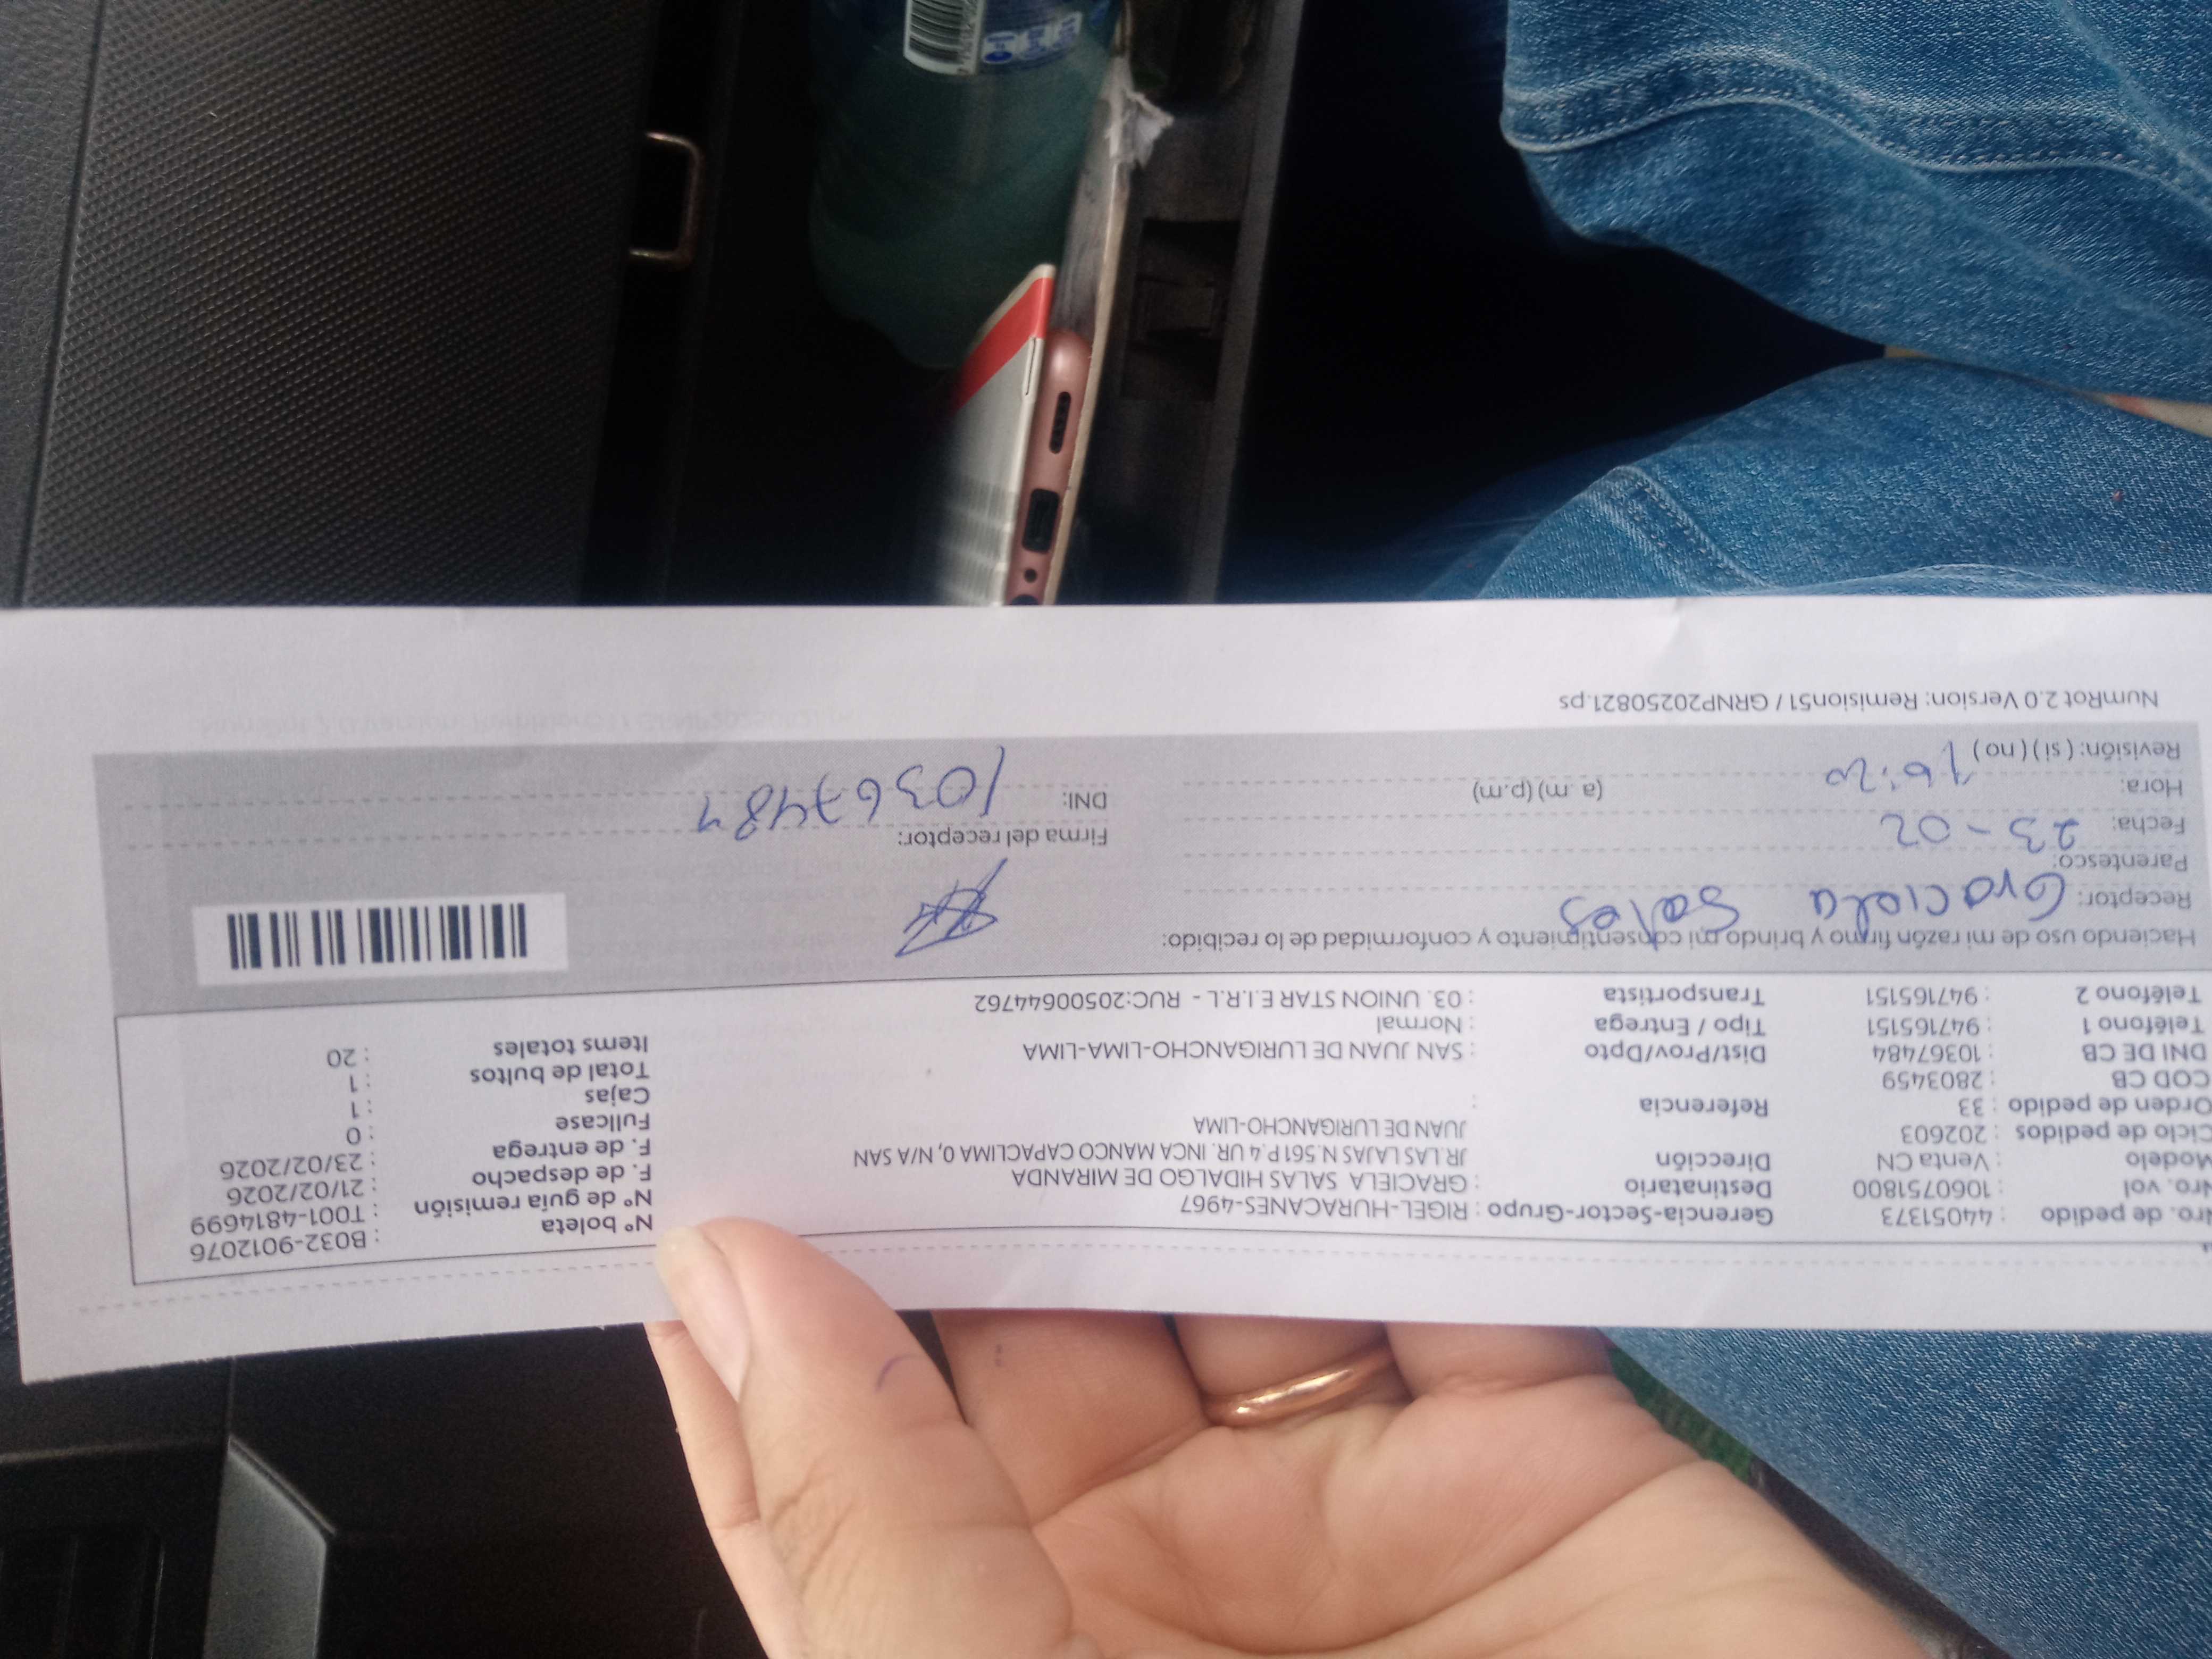 Nro. de pedido : 44051373 Gerencia-Sector-Grupo : RIGEL-HURACANES-4967 N° boleta : B032-9012076
Nro. vol : 1060751800 Destinatario : GRACIELA SALAS HIDALGO DE MIRANDA N° de guía remisión : T001-4814699
Modelo : Venta CN Dirección JR LAS LAJAS N.561 P.4 UR. INCA MANCO CAPACLIMA 0, N/A SAN F. de despacho : 21/02/2026
Ciclo de pedidos : 202603 JUAN DE LURIGANCHO-LIMA F. de entrega : 23/02/2026
Orden de pedido : 33 Referencia : Fullcase : 0
COD CB : 2803459 Cajas : 1
DNI DE CB : 10367484 Dist/Prov/Dpto : SAN JUAN DE LURIGANCHO-LIMA-LIMA Total de bultos : 1
Teléfono 1 : 947165151 Tipo / Entrega : Normal Items totales : 20
Teléfono 2 : 947165151 Transportista : 03. UNION STAR E.I.R.L - RUC:20500644762
Haciendo uso de mi razón firmo y brindo mi consentimiento y conformidad de lo recibido:
Receptor: Graciela Salas
Parentesco:
Fecha: 23-02 Firma del receptor:
Hora: 16:20 (a.m) (p.m) DNI: 10367484
Revisión: ( si ) ( no )
NumRot 2.0 Version: Remision51 / GRNP20250821.ps